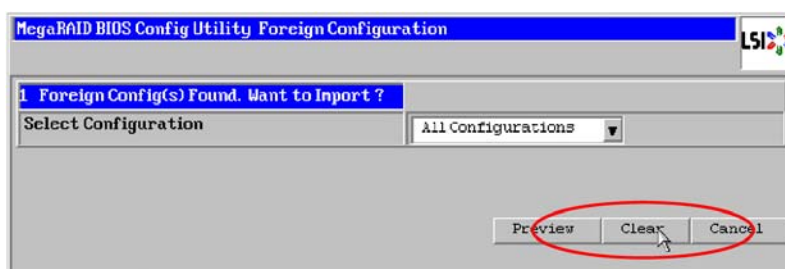 MegaRAID BIOS Config Utility Foreign Configuration
LSI
1 Foreign Config(s) Found. Want to Import ?
Select Configuration
All Configurations
Preview
Clear
Cancel